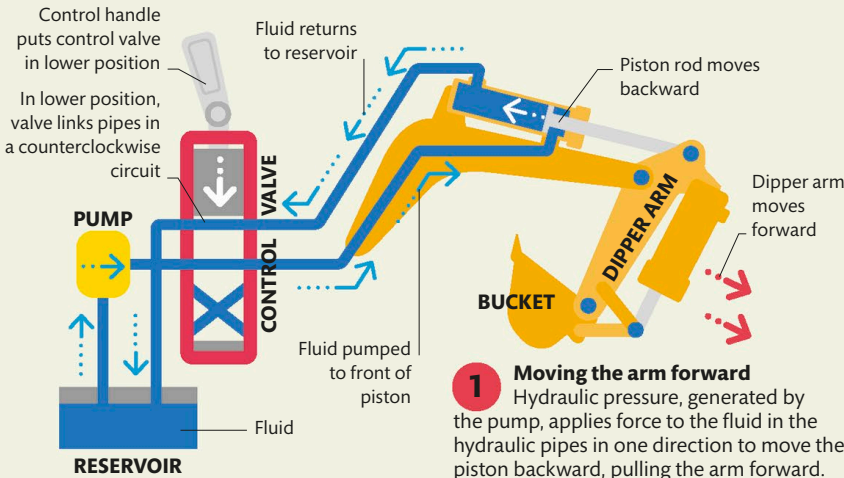 Control handle
puts control valve
in lower position
In lower position,
valve links pipes in
a counterclockwise
circuit
Fluid returns
to reservoir
Piston rod moves
backward
Dipper arm
moves
forward
PUMP
CONTROL VALVE
DIPPER ARM
BUCKET
Fluid pumped
to front of
piston
Fluid
RESERVOIR
1 Moving the arm forward
Hydraulic pressure, generated by
the pump, applies force to the fluid in the
hydraulic pipes in one direction to move the
piston backward, pulling the arm forward.